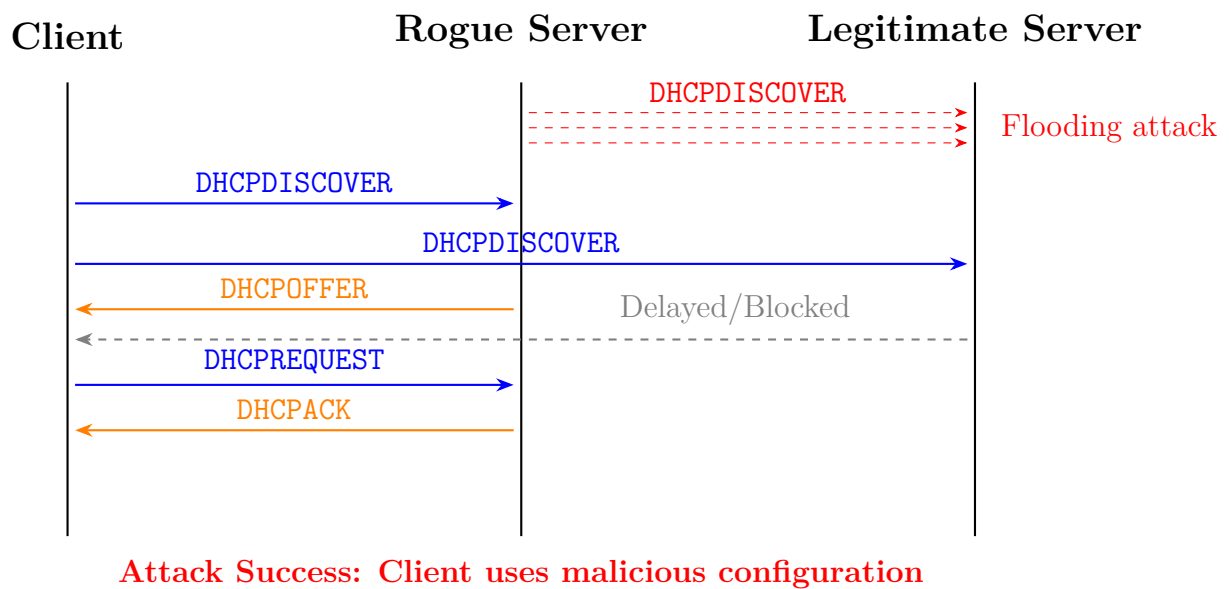 Client
Rogue Server
Legitimate Server
DHCPDISCOVER
Flooding attack
DHCPDISCOVER
DHCPDISCOVER
DHCPOFFER
Delayed/Blocked
DHCPREQUEST
DHCPACK
Attack Success: Client uses malicious configuration